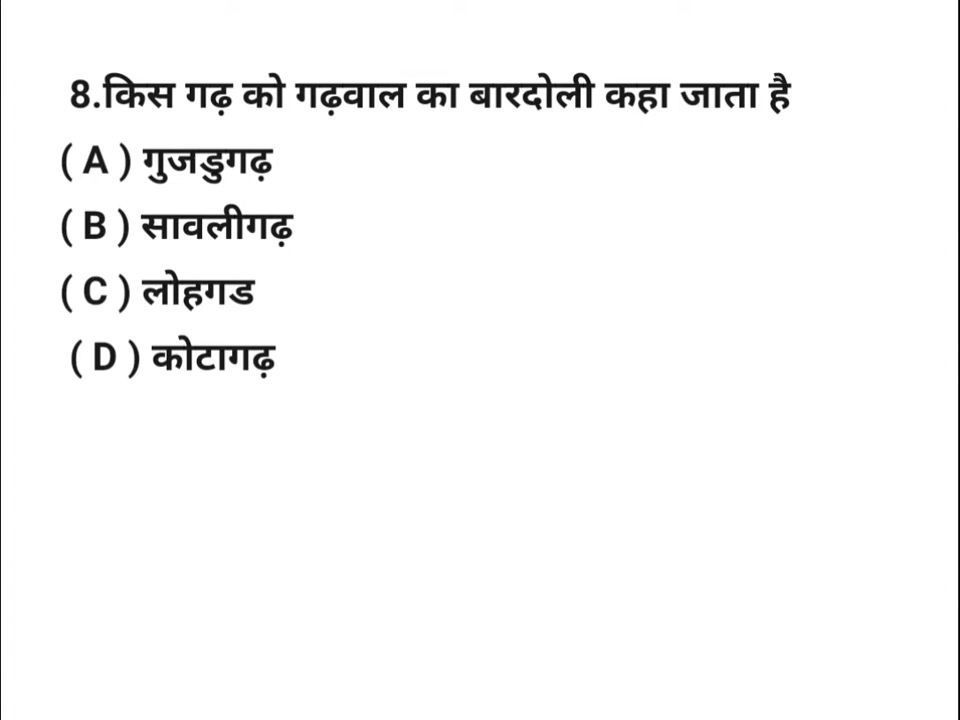 8.किस गढ़ को गढ़वाल का बारदोली कहा जाता है
( A ) गुजडुगढ़
( B ) सावलीगढ़
( C ) लोहगड
( D ) कोटागढ़